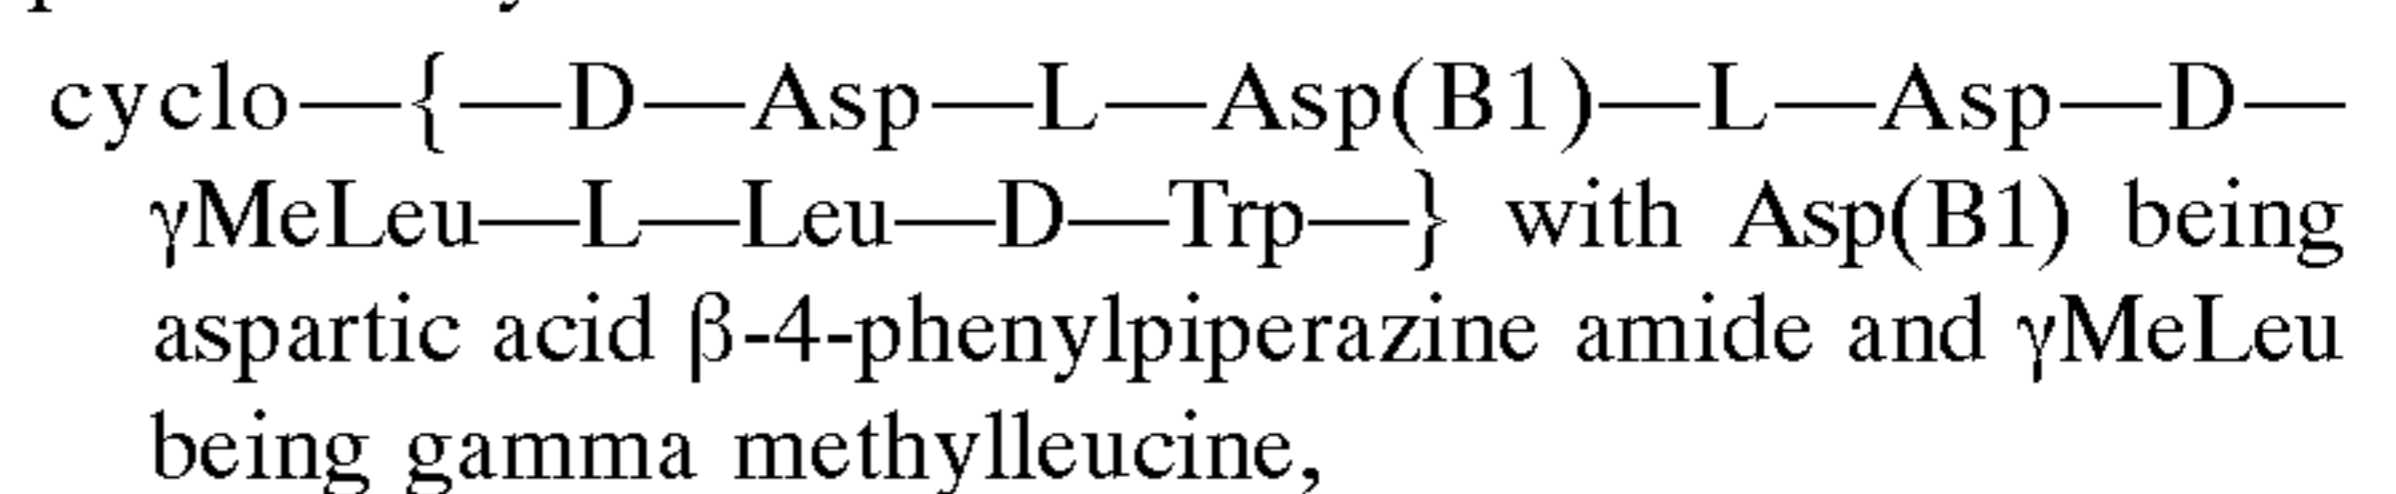 cyclo—{—D—Asp—L—Asp(B1)—L—Asp—D—
γMeLeu—L—Leu—D—Trp—} with Asp(B1) being
aspartic acid β-4-phenylpiperazine amide and γMeLeu
being gamma methylleucine,